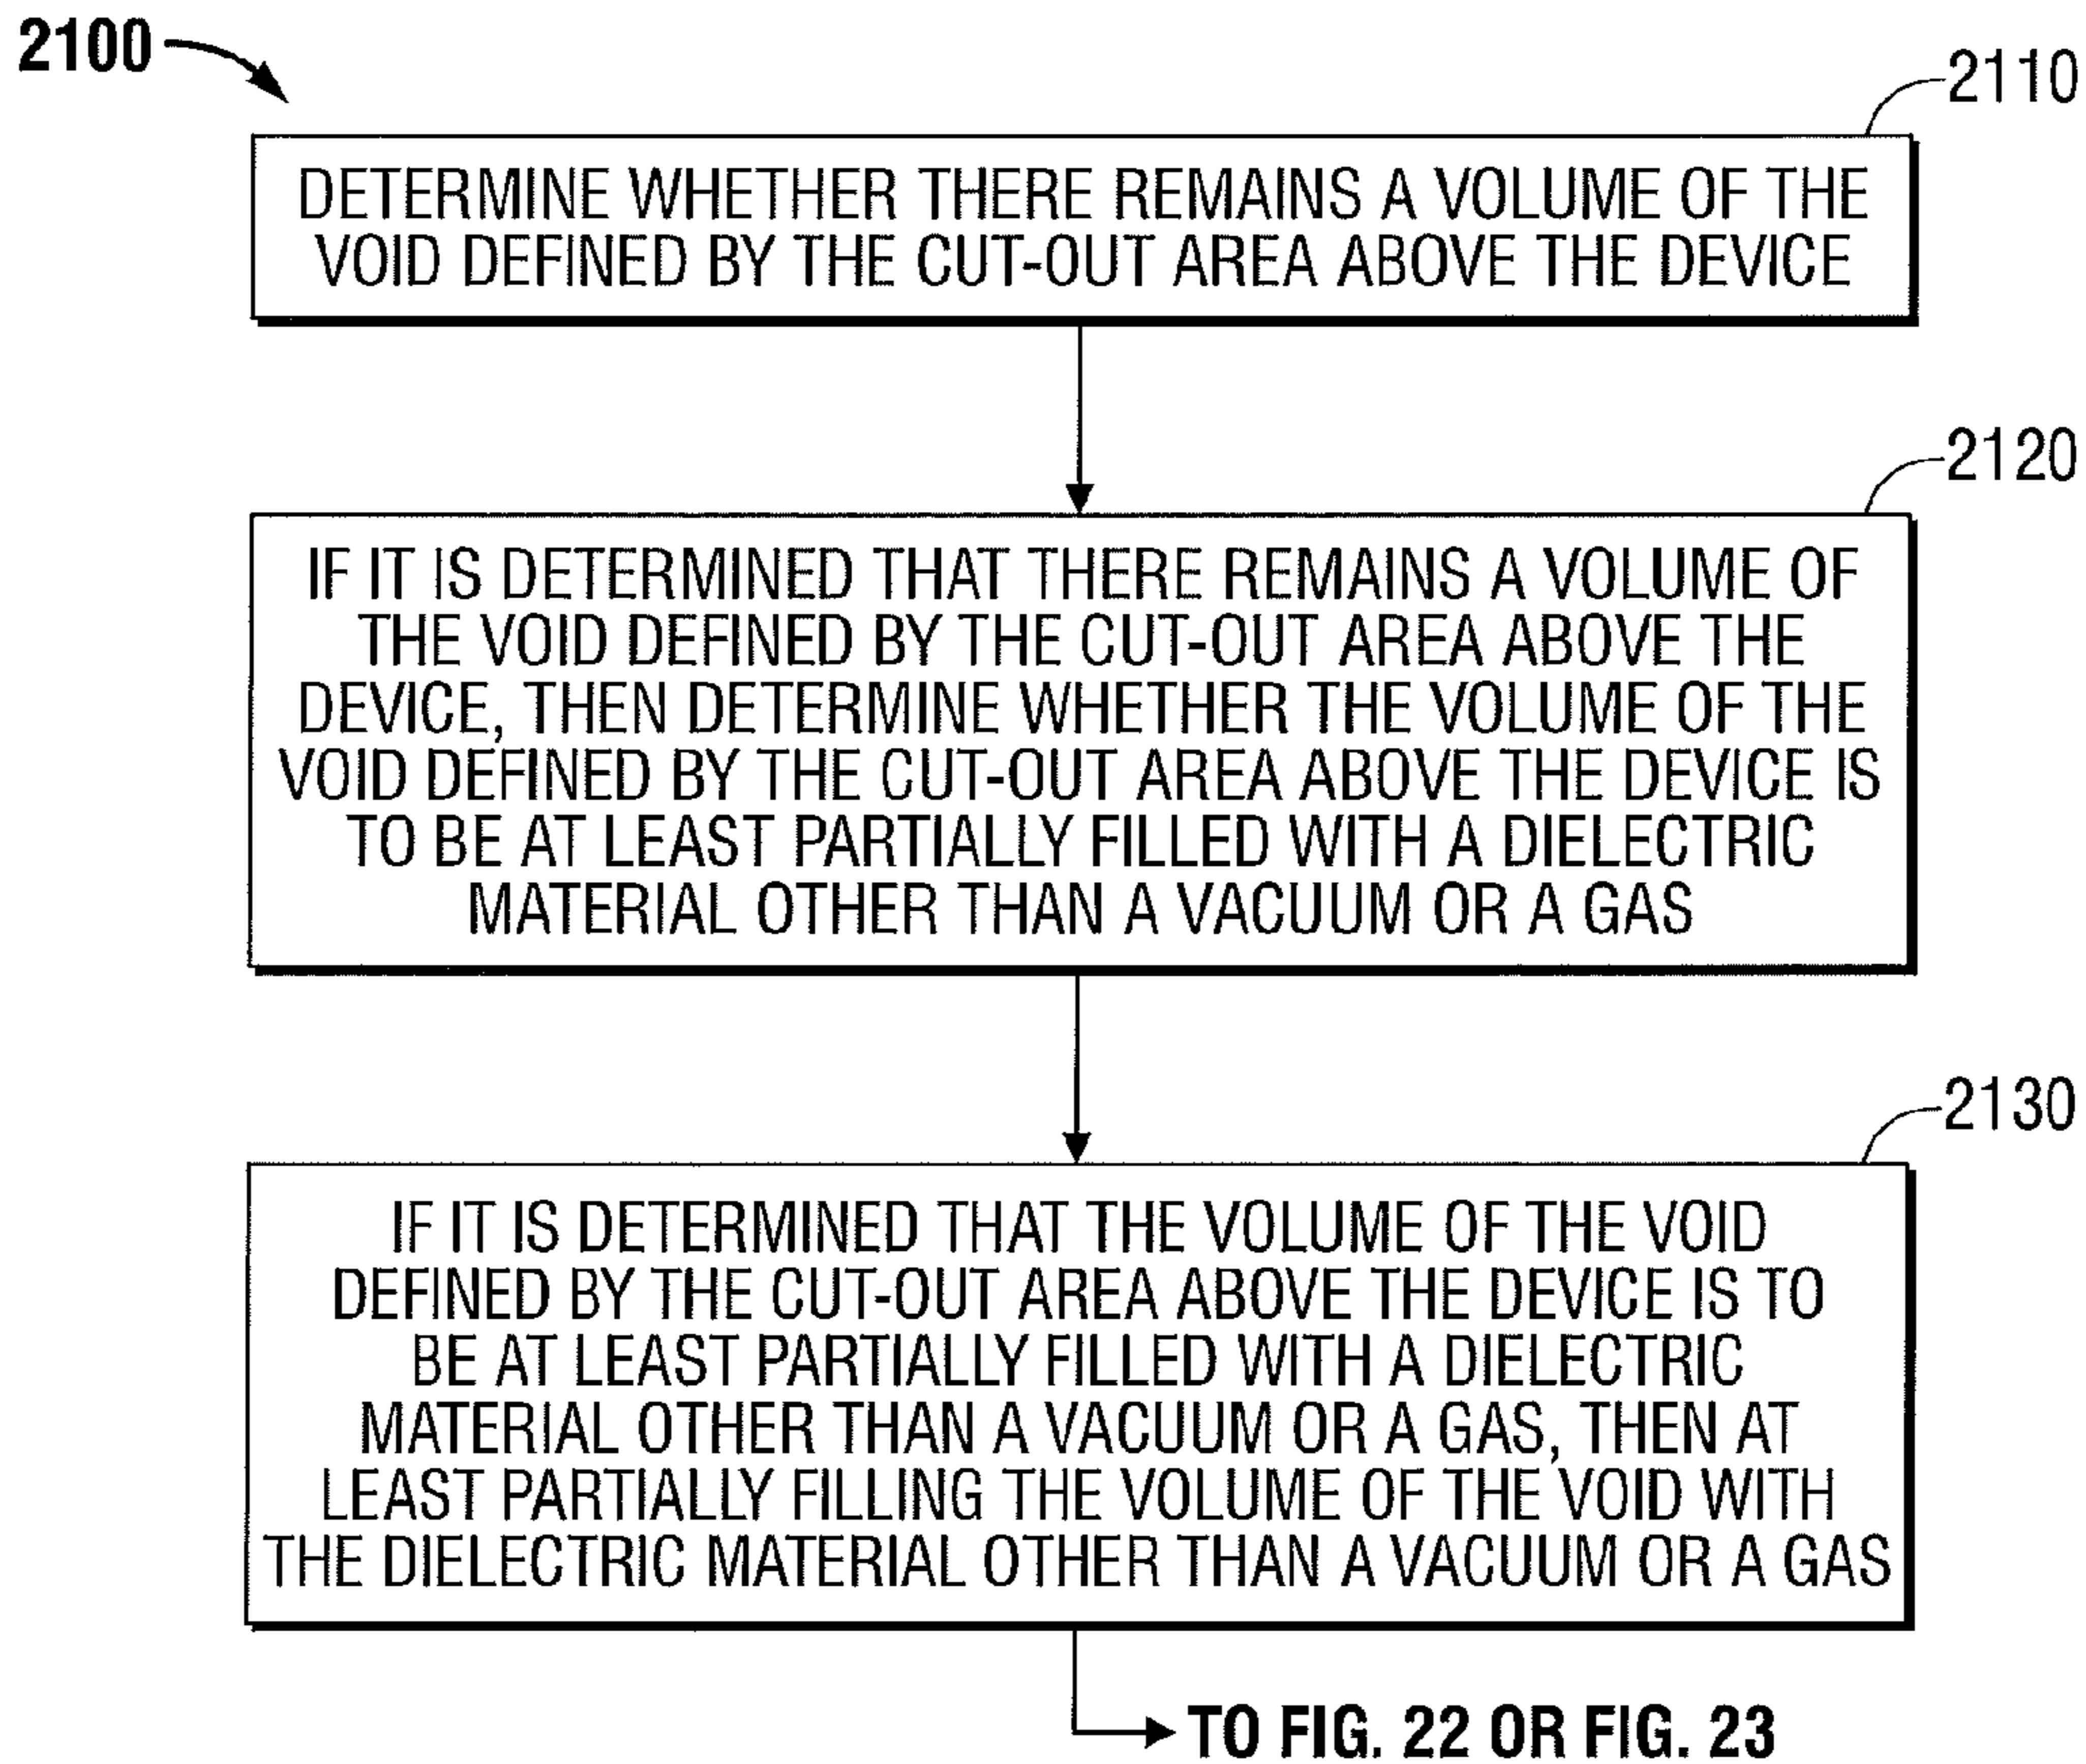 2100
2110
DETERMINE WHETHER THERE REMAINS A VOLUME OF THE
VOID DEFINED BY THE CUT-OUT AREA ABOVE THE DEVICE
2120
IF IT IS DETERMINED THAT THERE REMAINS A VOLUME OF
THE VOID DEFINED BY THE CUT-OUT AREA ABOVE THE
DEVICE, THEN DETERMINE WHETHER THE VOLUME OF THE
VOID DEFINED BY THE CUT-OUT AREA ABOVE THE DEVICE IS
TO BE AT LEAST PARTIALLY FILLED WITH A DIELECTRIC
MATERIAL OTHER THAN A VACUUM OR A GAS
2130
IF IT IS DETERMINED THAT THE VOLUME OF THE VOID
DEFINED BY THE CUT-OUT AREA ABOVE THE DEVICE IS TO
BE AT LEAST PARTIALLY FILLED WITH A DIELECTRIC
MATERIAL OTHER THAN A VACUUM OR A GAS, THEN AT
LEAST PARTIALLY FILLING THE VOLUME OF THE VOID WITH
THE DIELECTRIC MATERIAL OTHER THAN A VACUUM OR A GAS
TO FIG. 22 OR FIG. 23